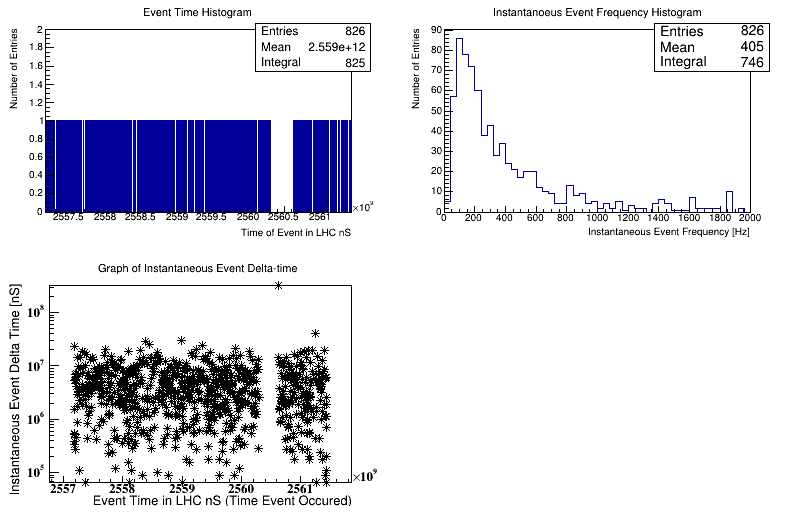 Event Time Histogram
Entries 826
Mean 2.559e+12
Integral 825
Number of Entries
2
1.8
1.6
1.4
1.2
1
0.8
0.6
0.4
0.2
0
2557.5 2558 2558.5 2559 2559.5 2560 2560.5 2561
×10⁹
Time of Event in LHC nS
Instantanoeus Event Frequency Histogram
Entries 826
Mean 405
Integral 746
Number of Entries
90
80
70
60
50
40
30
20
10
0
0 200 400 600 800 1000 1200 1400 1600 1800 2000
Instantaneous Event Frequency [Hz]
Graph of Instantaneous Event Delta-time
Instantaneous Event Delta Time [nS]
10⁸
10⁷
10⁶
10⁵
2557 2558 2559 2560 2561
×10⁹
Event Time in LHC nS (Time Event Occured)